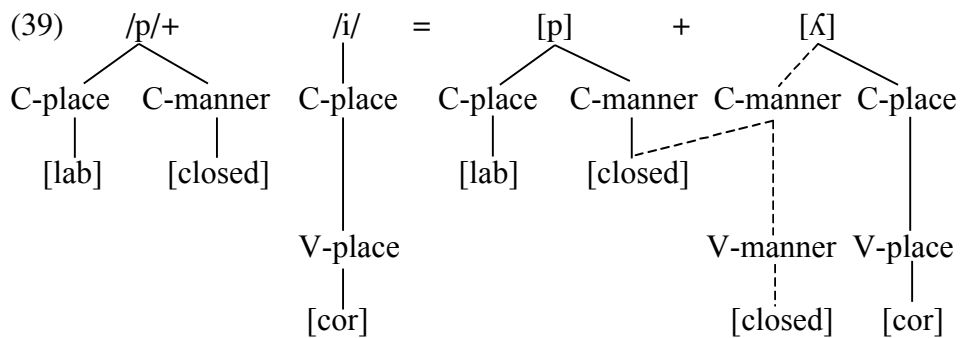 (39) /p/+ /i/ = [p] + [ʎ]
C-place C-manner C-place C-place C-manner C-manner C-place
[lab] [closed] [lab] [closed]
V-place V-manner V-place
[cor] [closed] [cor]